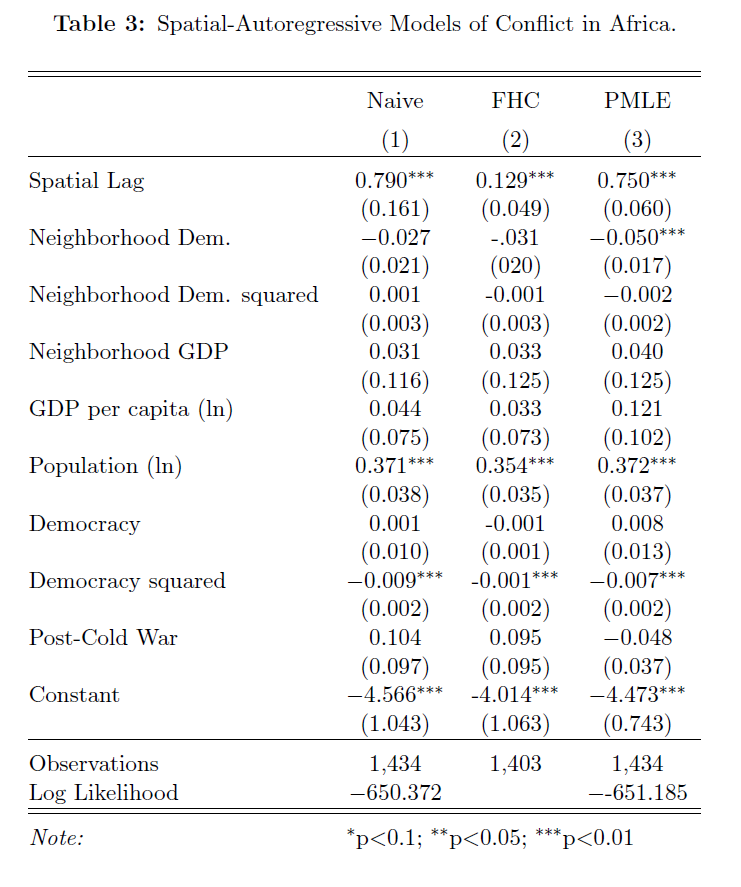 Table 3: Spatial-Autoregressive Models of Conflict in Africa.
Naive FHC PMLE
(1) (2) (3)
Spatial Lag 0.790*** 0.129*** 0.750***
(0.161) (0.049) (0.060)
Neighborhood Dem. −0.027 -.031 −0.050***
(0.021) (020) (0.017)
Neighborhood Dem. squared 0.001 -0.001 −0.002
(0.003) (0.003) (0.002)
Neighborhood GDP 0.031 0.033 0.040
(0.116) (0.125) (0.125)
GDP per capita (ln) 0.044 0.033 0.121
(0.075) (0.073) (0.102)
Population (ln) 0.371*** 0.354*** 0.372***
(0.038) (0.035) (0.037)
Democracy 0.001 -0.001 0.008
(0.010) (0.001) (0.013)
Democracy squared −0.009*** -0.001*** −0.007***
(0.002) (0.002) (0.002)
Post-Cold War 0.104 0.095 −0.048
(0.097) (0.095) (0.037)
Constant −4.566*** -4.014*** −4.473***
(1.043) (1.063) (0.743)
Observations 1,434 1,403 1,434
Log Likelihood −650.372 −-651.185
Note: *p<0.1; **p<0.05; ***p<0.01